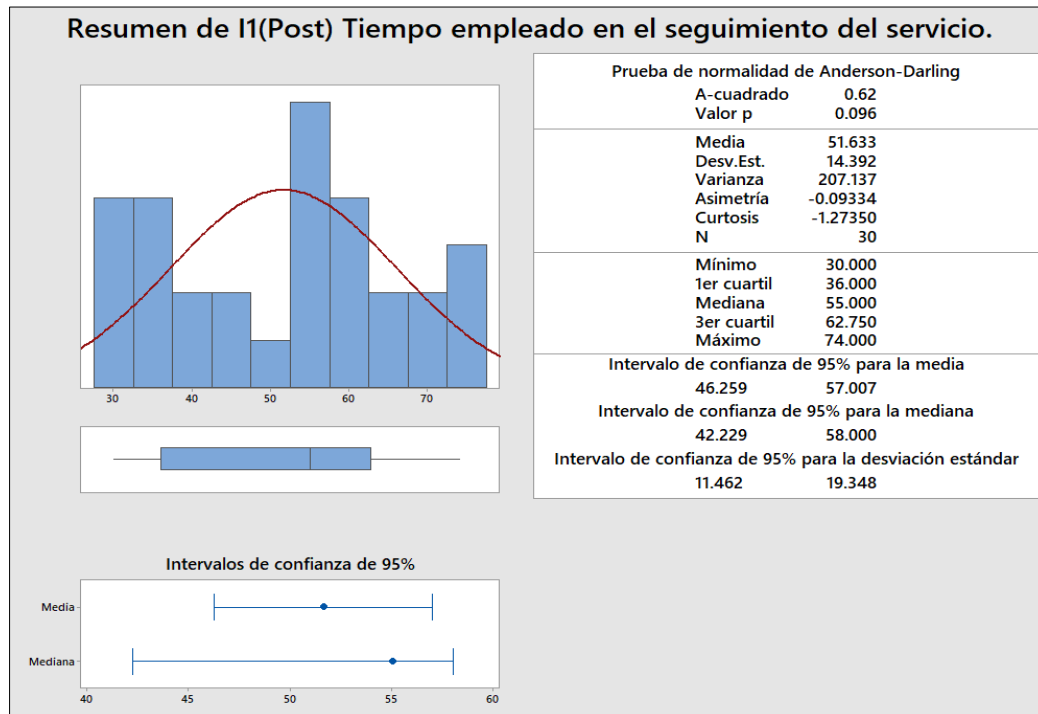 Resumen de I1(Post) Tiempo empleado en el seguimiento del servicio.
30 40 50 60 70
Intervalos de confianza de 95%
Media
Mediana
40 45 50 55 60
Prueba de normalidad de Anderson-Darling
A-cuadrado 0.62
Valor p 0.096
Media 51.633
Desv.Est. 14.392
Varianza 207.137
Asimetría -0.09334
Curtosis -1.27350
N 30
Mínimo 30.000
1er cuartil 36.000
Mediana 55.000
3er cuartil 62.750
Máximo 74.000
Intervalo de confianza de 95% para la media
46.259 57.007
Intervalo de confianza de 95% para la mediana
42.229 58.000
Intervalo de confianza de 95% para la desviación estándar
11.462 19.348